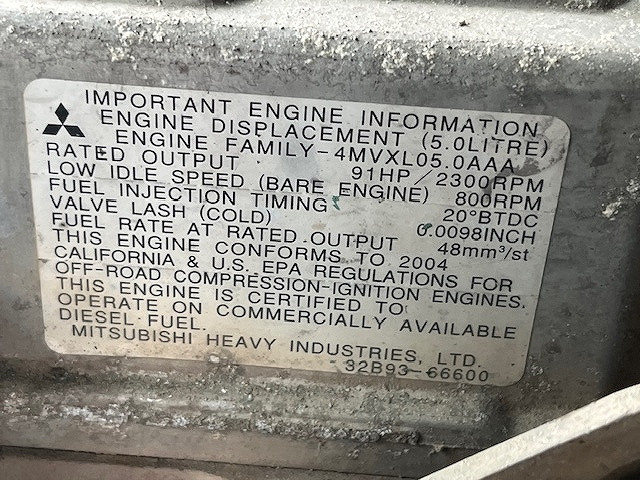 IMPORTANT ENGINE INFORMATION
ENGINE DISPLACEMENT (5.0LITRE)
ENGINE FAMILY-4MVXL05.0AAA
RATED OUTPUT 91HP/2300RPM
LOW IDLE SPEED (BARE ENGINE) 800RPM
FUEL INJECTION TIMING 20°BTDC
VALVE LASH (COLD) 0.0098INCH
FUEL RATE AT RATED OUTPUT 48mm³/st
THIS ENGINE CONFORMS TO 2004
CALIFORNIA & U.S. EPA REGULATIONS FOR
OFF-ROAD COMPRESSION-IGNITION ENGINES.
THIS ENGINE IS CERTIFIED TO
OPERATE ON COMMERCIALLY AVAILABLE
DIESEL FUEL.
MITSUBISHI HEAVY INDUSTRIES, LTD.
32B93-66600